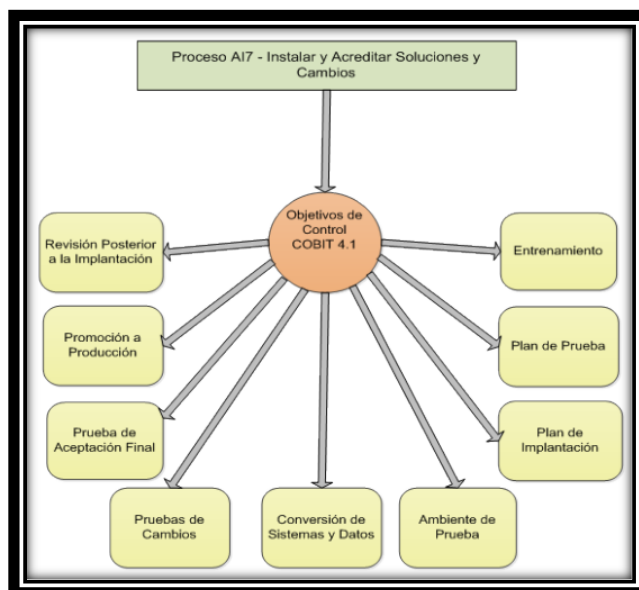 Proceso AI7 - Instalar y Acreditar Soluciones y
Cambios
Objetivos de
Control
COBIT 4.1
Revisión Posterior
a la Implantación
Entrenamiento
Promoción a
Producción
Plan de Prueba
Prueba de
Aceptación Final
Plan de
Implantación
Pruebas de
Cambios
Conversión de
Sistemas y Datos
Ambiente de
Prueba